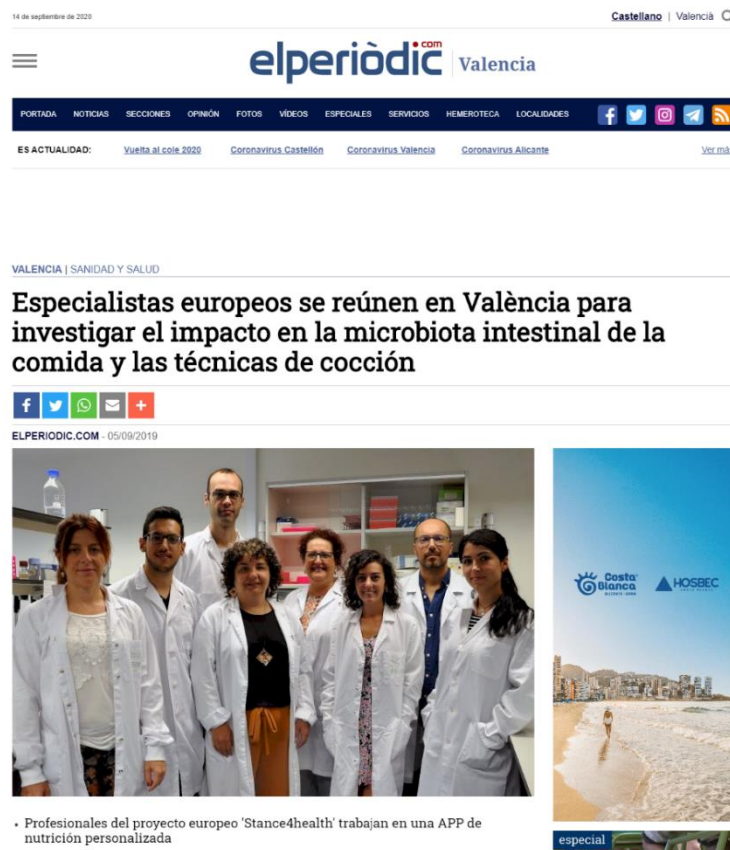 14 de septiembre de 2020
Castellano | Valencià
elperiòdic.com Valencia
PORTADA NOTICIAS SECCIONES OPINIÓN FOTOS VÍDEOS ESPECIALES SERVICIOS HEMEROTECA LOCALIDADES
ES ACTUALIDAD: Vuelta al cole 2020 Coronavirus Castellón Coronavirus Valencia Coronavirus Alicante Ver má
VALENCIA | SANIDAD Y SALUD
Especialistas europeos se reúnen en València para
investigar el impacto en la microbiota intestinal de la
comida y las técnicas de cocción
ELPERIODIC.COM - 05/09/2019
Costa
Blanca
HOSBEC
• Profesionales del proyecto europeo 'Stance4health' trabajan en una APP de
nutrición personalizada
especial